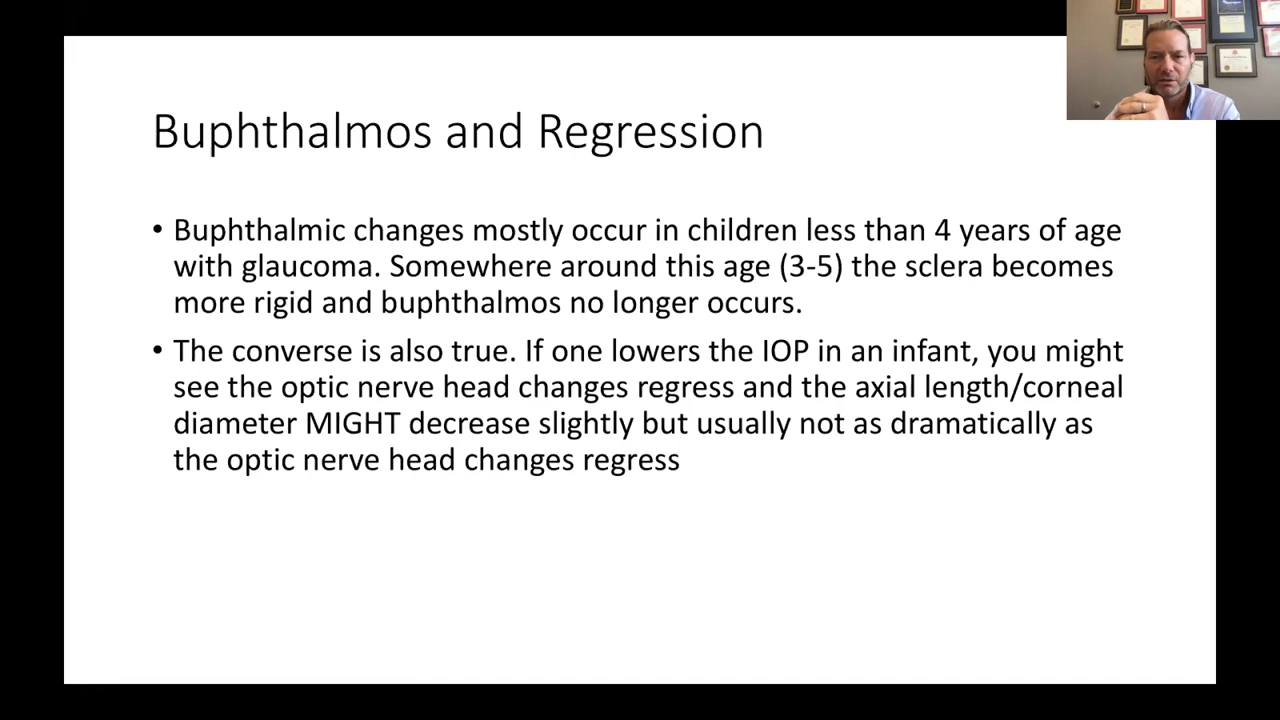 Buphthalmos and Regression
• Buphthalmic changes mostly occur in children less than 4 years of age
with glaucoma. Somewhere around this age (3-5) the sclera becomes
more rigid and buphthalmos no longer occurs.
• The converse is also true. If one lowers the IOP in an infant, you might
see the optic nerve head changes regress and the axial length/corneal
diameter MIGHT decrease slightly but usually not as dramatically as
the optic nerve head changes regress